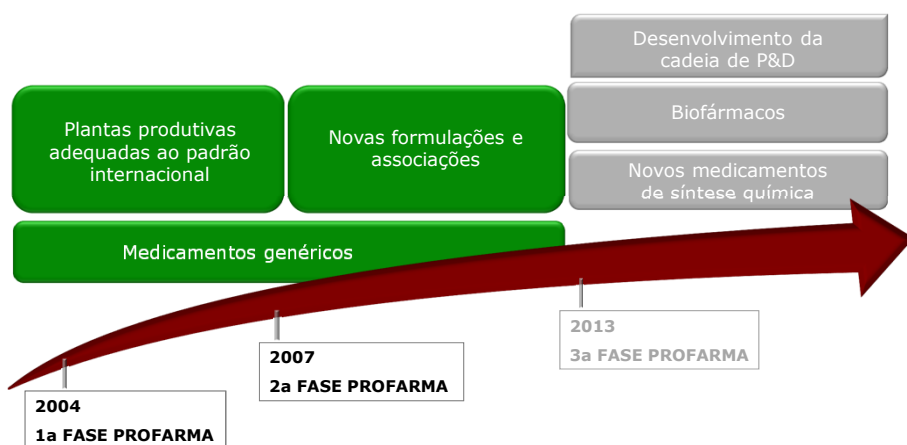 Desenvolvimento da
cadeia de P&D
Plantas produtivas
adequadas ao padrão
internacional
Novas formulações e
associações
Biofármacos
Novos medicamentos
de síntese química
Medicamentos genéricos
2013
3a FASE PROFARMA
2007
2a FASE PROFARMA
2004
1a FASE PROFARMA